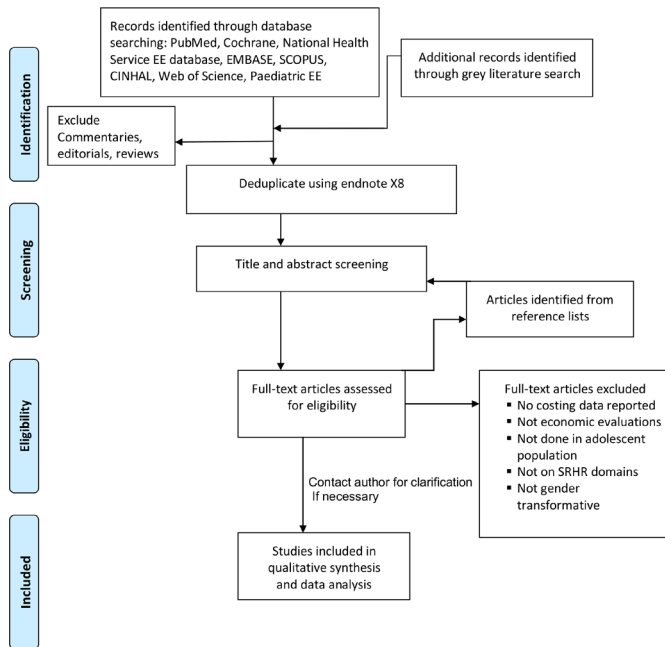 Identification
Records identified through database
searching: PubMed, Cochrane, National Health
Service EE database, EMBASE, SCOPUS,
CINHAL, Web of Science, Paediatric EE
Additional records identified
through grey literature search
Exclude
Commentaries,
editorials, reviews
Deduplicate using endnote X8
Screening
Title and abstract screening
Articles identified from
reference lists
Eligibility
Full-text articles assessed
for eligibility
Full-text articles excluded
▪ No costing data reported
▪ Not economic evaluations
▪ Not done in adolescent
population
▪ Not on SRHR domains
▪ Not gender
transformative
Contact author for clarification
If necessary
Included
Studies included in
qualitative synthesis
and data analysis